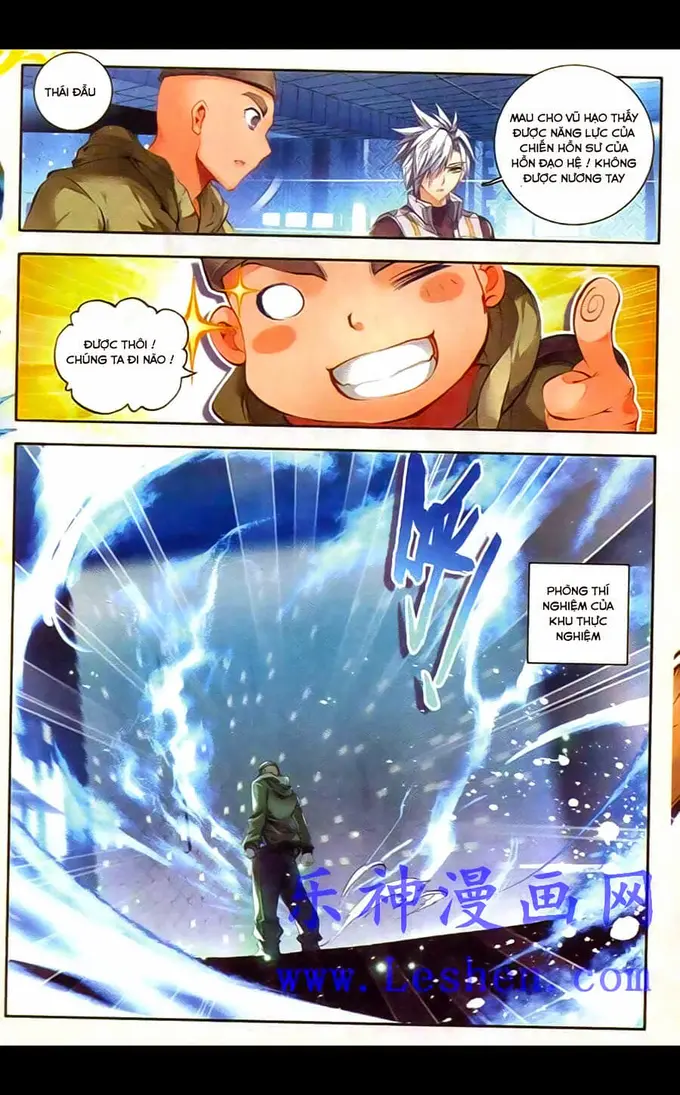 THÁI ĐẨU
MAU CHO VŨ HẠO THẤY
ĐƯỢC NĂNG LỰC CỦA
CHIẾN HỒN SƯ CỦA
HỒN ĐẠO HỆ ! KHÔNG
ĐƯỢC NƯƠNG TAY
ĐƯỢC THÔI !
CHÚNG TA ĐI NÀO !
PHÒNG THÍ
NGHIỆM CỦA
KHU THỰC
NGHIỆM
乐神漫画网
www.Leshen.com